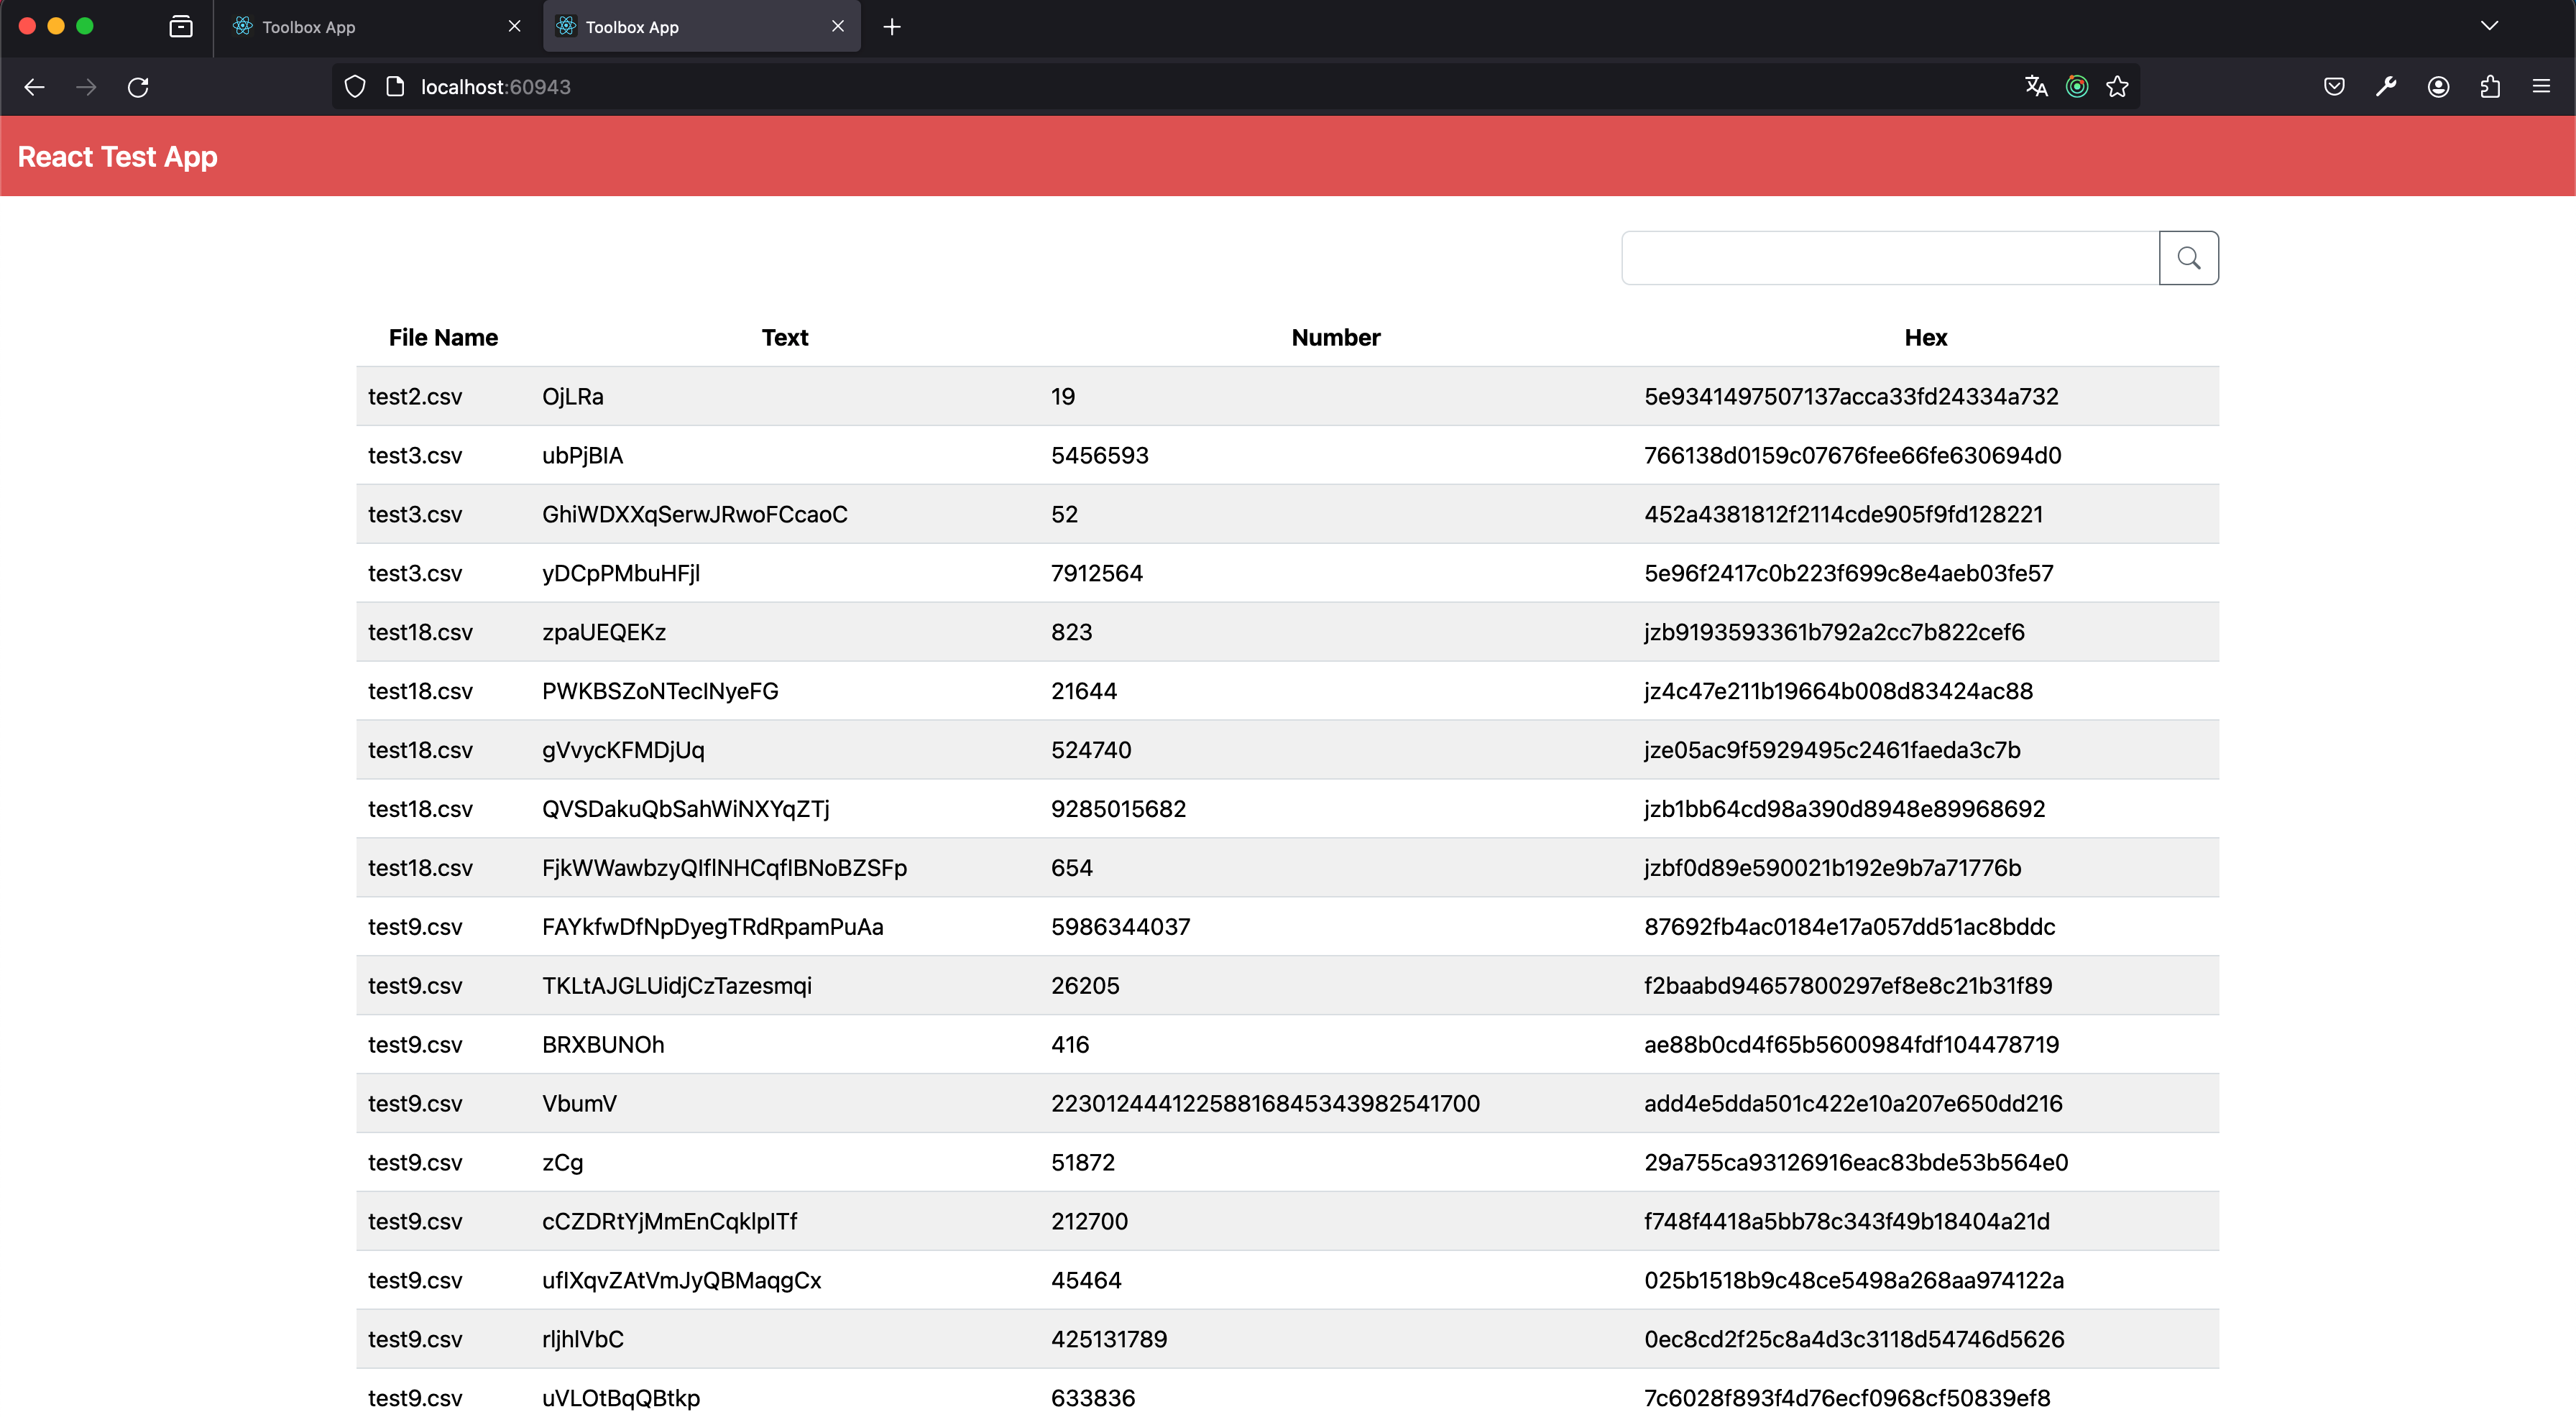 Toolbox App
Toolbox App
localhost:60943
React Test App
File Name Text Number Hex
test2.csv OjLRa 19 5e9341497507137acca33fd24334a732
test3.csv ubPjBIA 5456593 766138d0159c07676fee66fe630694d0
test3.csv GhiWDXXqSerwJRwoFCcaoC 52 452a4381812f2114cde905f9fd128221
test3.csv yDCpPMbuHFjl 7912564 5e96f2417c0b223f699c8e4aeb03fe57
test18.csv zpaUEQEKz 823 jzb9193593361b792a2cc7b822cef6
test18.csv PWKBSZoNTeclNyeFG 21644 jz4c47e211b19664b008d83424ac88
test18.csv gVvycKFMDjUq 524740 jze05ac9f5929495c2461faeda3c7b
test18.csv QVSDakuQbSahWiNXYqZTj 9285015682 jzb1bb64cd98a390d8948e89968692
test18.csv FjkWWawbzyQIflNHCqfIBNoBZSFp 654 jzbf0d89e590021b192e9b7a71776b
test9.csv FAYkfwDfNpDyegTRdRpamPuAa 5986344037 87692fb4ac0184e17a057dd51ac8bddc
test9.csv TKLtAJGLUidjCzTazesmqi 26205 f2baabd94657800297ef8e8c21b31f89
test9.csv BRXBUNOh 416 ae88b0cd4f65b5600984fdf104478719
test9.csv VbumV 22301244412258816845343982541700 add4e5dda501c422e10a207e650dd216
test9.csv zCg 51872 29a755ca93126916eac83bde53b564e0
test9.csv cCZDRtYjMmEnCqklpITf 212700 f748f4418a5bb78c343f49b18404a21d
test9.csv uflXqvZAtVmJyQBMaqgCx 45464 025b1518b9c48ce5498a268aa974122a
test9.csv rljhlVbC 425131789 0ec8cd2f25c8a4d3c3118d54746d5626
test9.csv uVLOtBqQBtkp 633836 7c6028f893f4d76ecf0968cf50839ef8